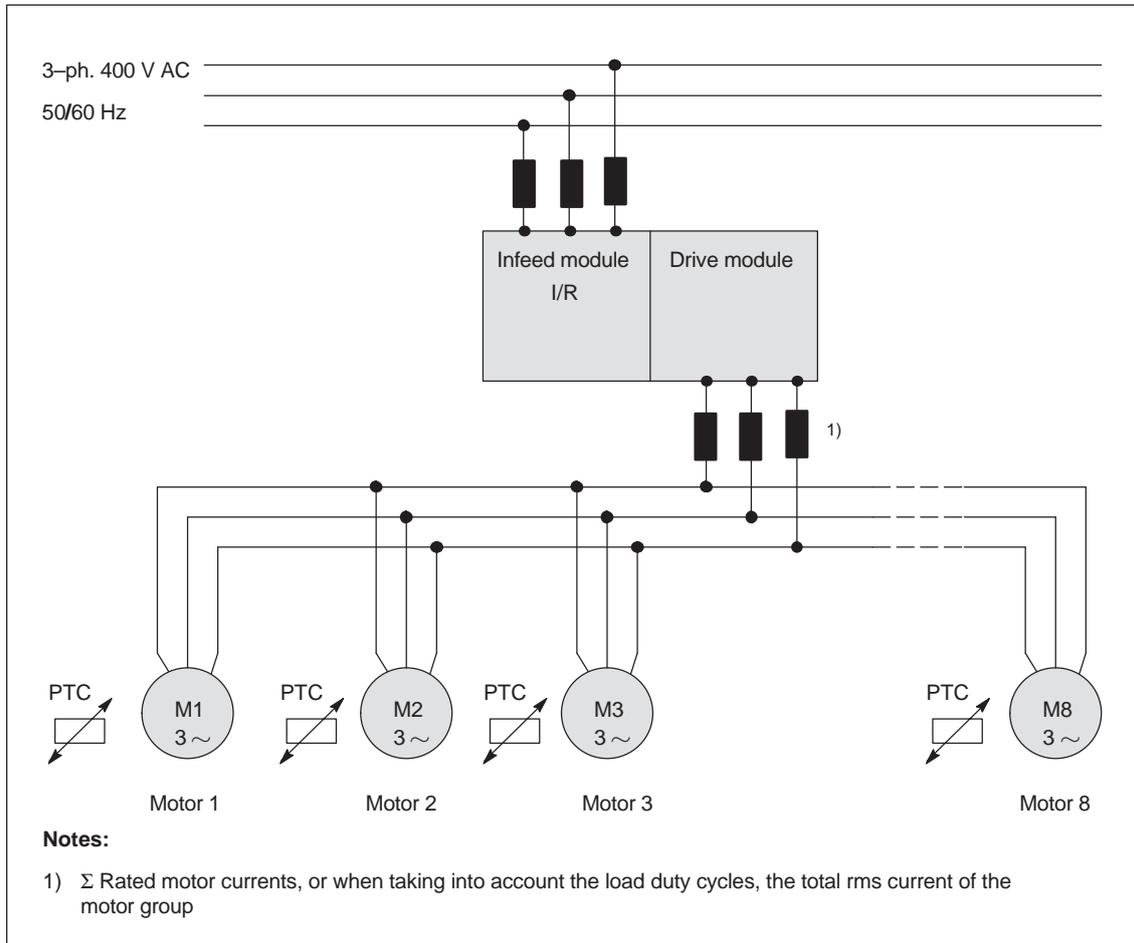 3–ph. 400 V AC
50/60 Hz
Infeed module
I/R
Drive module
1)
PTC
M1
3 ~
Motor 1
PTC
M2
3 ~
Motor 2
PTC
M3
3 ~
Motor 3
PTC
M8
3 ~
Motor 8
Notes:
1) Σ Rated motor currents, or when taking into account the load duty cycles, the total rms current of the
motor group